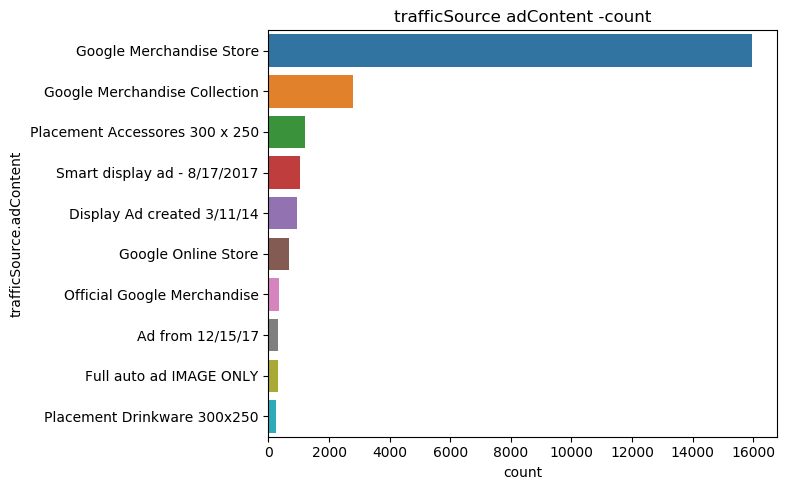 trafficSource adContent -count
trafficSource.adContent
Google Merchandise Store
Google Merchandise Collection
Placement Accessores 300 x 250
Smart display ad - 8/17/2017
Display Ad created 3/11/14
Google Online Store
Official Google Merchandise
Ad from 12/15/17
Full auto ad IMAGE ONLY
Placement Drinkware 300x250
0 2000 4000 6000 8000 10000 12000 14000 16000
count